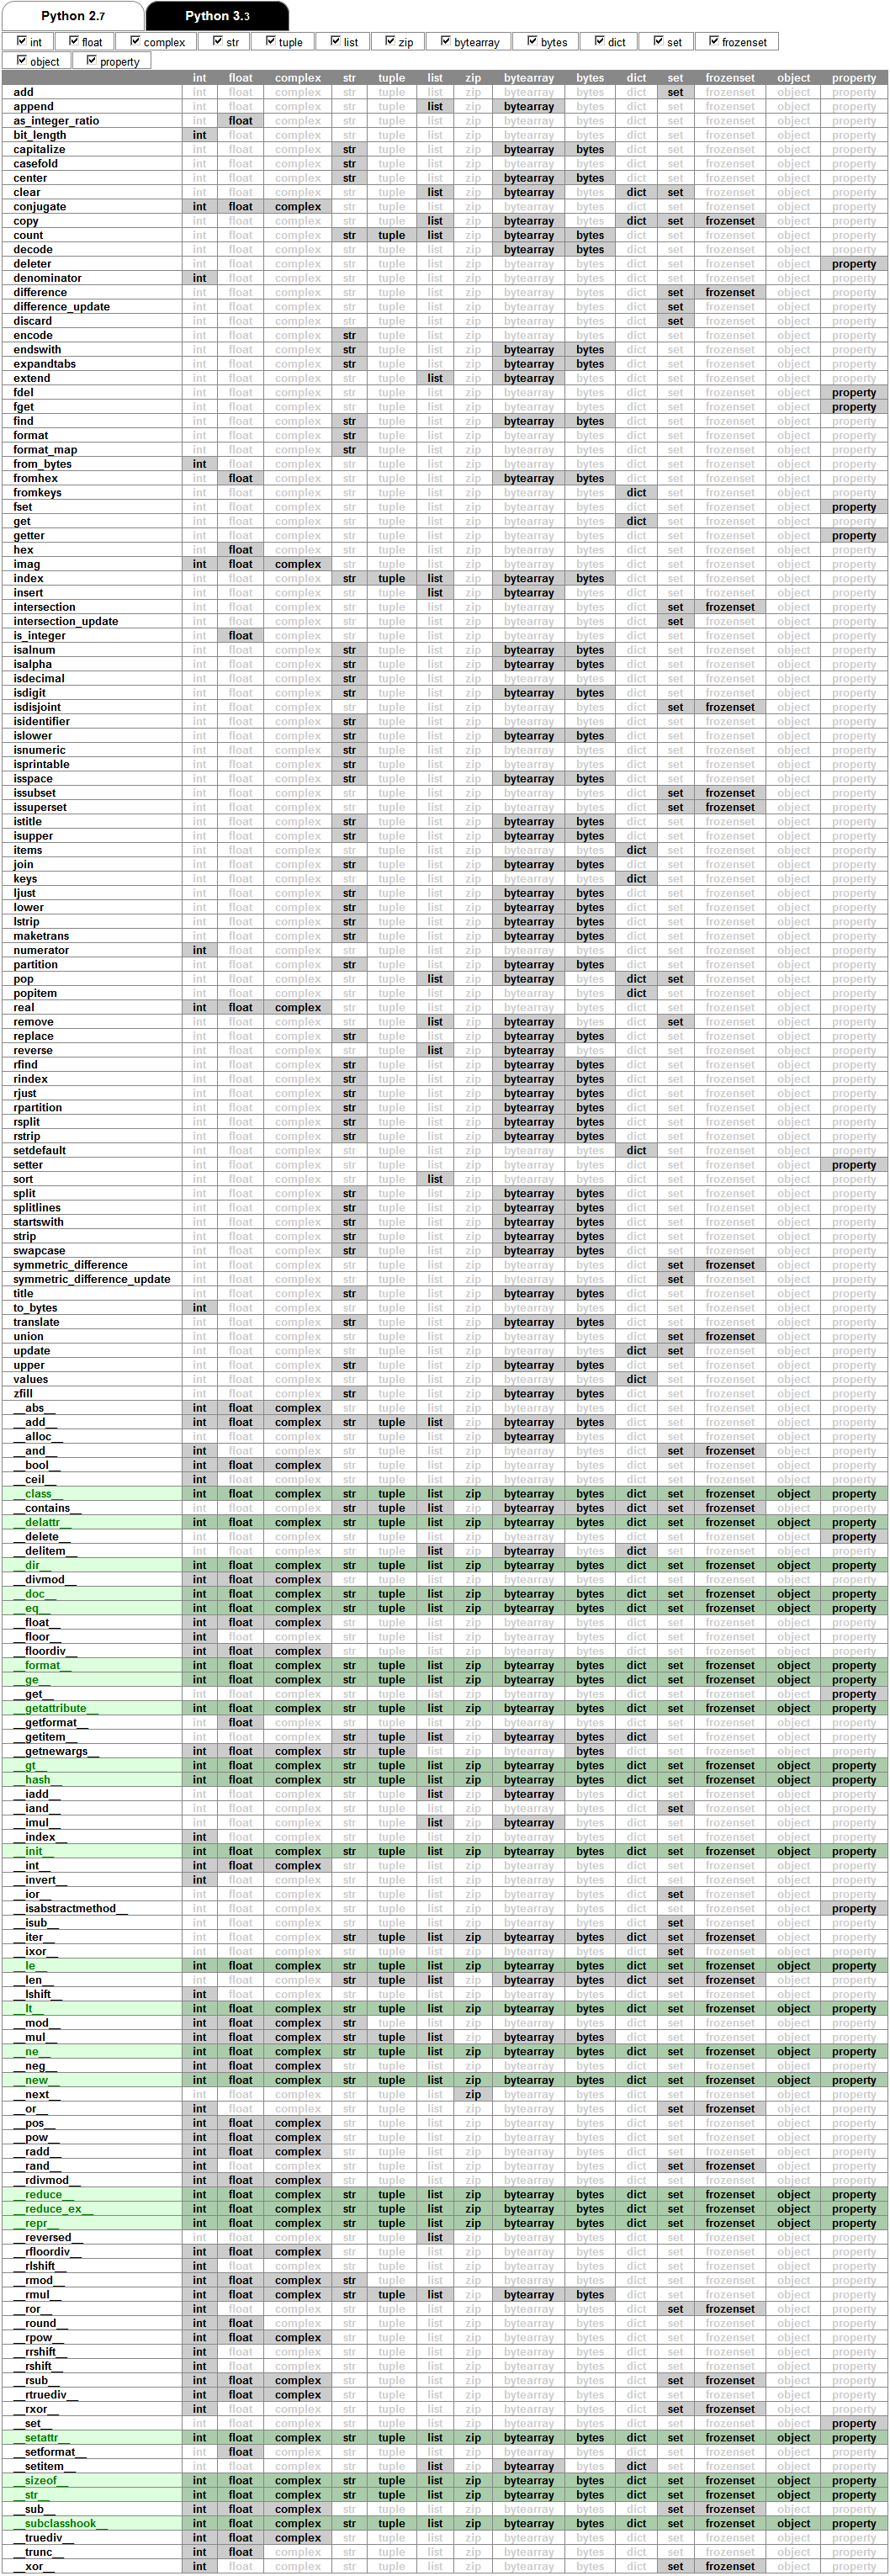 Python 2.7 Python 3.3
int float complex str tuple list zip bytearray bytes dict set frozenset
object property
int float complex str tuple list zip bytearray bytes dict set frozenset object property
add int float complex str tuple list zip bytearray bytes dict set frozenset object property
append int float complex str tuple list zip bytearray bytes dict set frozenset object property
as_integer_ratio int float complex str tuple list zip bytearray bytes dict set frozenset object property
bit_length int float complex str tuple list zip bytearray bytes dict set frozenset object property
capitalize int float complex str tuple list zip bytearray bytes dict set frozenset object property
casefold int float complex str tuple list zip bytearray bytes dict set frozenset object property
center int float complex str tuple list zip bytearray bytes dict set frozenset object property
clear int float complex str tuple list zip bytearray bytes dict set frozenset object property
conjugate int float complex str tuple list zip bytearray bytes dict set frozenset object property
copy int float complex str tuple list zip bytearray bytes dict set frozenset object property
count int float complex str tuple list zip bytearray bytes dict set frozenset object property
decode int float complex str tuple list zip bytearray bytes dict set frozenset object property
deleter int float complex str tuple list zip bytearray bytes dict set frozenset object property
denominator int float complex str tuple list zip bytearray bytes dict set frozenset object property
difference int float complex str tuple list zip bytearray bytes dict set frozenset object property
difference_update int float complex str tuple list zip bytearray bytes dict set frozenset object property
discard int float complex str tuple list zip bytearray bytes dict set frozenset object property
encode int float complex str tuple list zip bytearray bytes dict set frozenset object property
endswith int float complex str tuple list zip bytearray bytes dict set frozenset object property
expandtabs int float complex str tuple list zip bytearray bytes dict set frozenset object property
extend int float complex str tuple list zip bytearray bytes dict set frozenset object property
fdel int float complex str tuple list zip bytearray bytes dict set frozenset object property
fget int float complex str tuple list zip bytearray bytes dict set frozenset object property
find int float complex str tuple list zip bytearray bytes dict set frozenset object property
format int float complex str tuple list zip bytearray bytes dict set frozenset object property
format_map int float complex str tuple list zip bytearray bytes dict set frozenset object property
from_bytes int float complex str tuple list zip bytearray bytes dict set frozenset object property
fromhex int float complex str tuple list zip bytearray bytes dict set frozenset object property
fromkeys int float complex str tuple list zip bytearray bytes dict set frozenset object property
fset int float complex str tuple list zip bytearray bytes dict set frozenset object property
get int float complex str tuple list zip bytearray bytes dict set frozenset object property
getter int float complex str tuple list zip bytearray bytes dict set frozenset object property
hex int float complex str tuple list zip bytearray bytes dict set frozenset object property
imag int float complex str tuple list zip bytearray bytes dict set frozenset object property
index int float complex str tuple list zip bytearray bytes dict set frozenset object property
insert int float complex str tuple list zip bytearray bytes dict set frozenset object property
intersection int float complex str tuple list zip bytearray bytes dict set frozenset object property
intersection_update int float complex str tuple list zip bytearray bytes dict set frozenset object property
is_integer int float complex str tuple list zip bytearray bytes dict set frozenset object property
isalnum int float complex str tuple list zip bytearray bytes dict set frozenset object property
isalpha int float complex str tuple list zip bytearray bytes dict set frozenset object property
isdecimal int float complex str tuple list zip bytearray bytes dict set frozenset object property
isdigit int float complex str tuple list zip bytearray bytes dict set frozenset object property
isdisjoint int float complex str tuple list zip bytearray bytes dict set frozenset object property
isidentifier int float complex str tuple list zip bytearray bytes dict set frozenset object property
islower int float complex str tuple list zip bytearray bytes dict set frozenset object property
isnumeric int float complex str tuple list zip bytearray bytes dict set frozenset object property
isprintable int float complex str tuple list zip bytearray bytes dict set frozenset object property
isspace int float complex str tuple list zip bytearray bytes dict set frozenset object property
issubset int float complex str tuple list zip bytearray bytes dict set frozenset object property
issuperset int float complex str tuple list zip bytearray bytes dict set frozenset object property
istitle int float complex str tuple list zip bytearray bytes dict set frozenset object property
isupper int float complex str tuple list zip bytearray bytes dict set frozenset object property
items int float complex str tuple list zip bytearray bytes dict set frozenset object property
join int float complex str tuple list zip bytearray bytes dict set frozenset object property
keys int float complex str tuple list zip bytearray bytes dict set frozenset object property
ljust int float complex str tuple list zip bytearray bytes dict set frozenset object property
lower int float complex str tuple list zip bytearray bytes dict set frozenset object property
lstrip int float complex str tuple list zip bytearray bytes dict set frozenset object property
maketrans int float complex str tuple list zip bytearray bytes dict set frozenset object property
numerator int float complex str tuple list zip bytearray bytes dict set frozenset object property
partition int float complex str tuple list zip bytearray bytes dict set frozenset object property
pop int float complex str tuple list zip bytearray bytes dict set frozenset object property
popitem int float complex str tuple list zip bytearray bytes dict set frozenset object property
real int float complex str tuple list zip bytearray bytes dict set frozenset object property
remove int float complex str tuple list zip bytearray bytes dict set frozenset object property
replace int float complex str tuple list zip bytearray bytes dict set frozenset object property
reverse int float complex str tuple list zip bytearray bytes dict set frozenset object property
rfind int float complex str tuple list zip bytearray bytes dict set frozenset object property
rindex int float complex str tuple list zip bytearray bytes dict set frozenset object property
rjust int float complex str tuple list zip bytearray bytes dict set frozenset object property
rpartition int float complex str tuple list zip bytearray bytes dict set frozenset object property
rsplit int float complex str tuple list zip bytearray bytes dict set frozenset object property
rstrip int float complex str tuple list zip bytearray bytes dict set frozenset object property
setdefault int float complex str tuple list zip bytearray bytes dict set frozenset object property
setter int float complex str tuple list zip bytearray bytes dict set frozenset object property
sort int float complex str tuple list zip bytearray bytes dict set frozenset object property
split int float complex str tuple list zip bytearray bytes dict set frozenset object property
splitlines int float complex str tuple list zip bytearray bytes dict set frozenset object property
startswith int float complex str tuple list zip bytearray bytes dict set frozenset object property
strip int float complex str tuple list zip bytearray bytes dict set frozenset object property
swapcase int float complex str tuple list zip bytearray bytes dict set frozenset object property
symmetric_difference int float complex str tuple list zip bytearray bytes dict set frozenset object property
symmetric_difference_update int float complex str tuple list zip bytearray bytes dict set frozenset object property
title int float complex str tuple list zip bytearray bytes dict set frozenset object property
to_bytes int float complex str tuple list zip bytearray bytes dict set frozenset object property
translate int float complex str tuple list zip bytearray bytes dict set frozenset object property
union int float complex str tuple list zip bytearray bytes dict set frozenset object property
update int float complex str tuple list zip bytearray bytes dict set frozenset object property
upper int float complex str tuple list zip bytearray bytes dict set frozenset object property
values int float complex str tuple list zip bytearray bytes dict set frozenset object property
zfill int float complex str tuple list zip bytearray bytes dict set frozenset object property
__abs__ int float complex str tuple list zip bytearray bytes dict set frozenset object property
__add__ int float complex str tuple list zip bytearray bytes dict set frozenset object property
__alloc__ int float complex str tuple list zip bytearray bytes dict set frozenset object property
__and__ int float complex str tuple list zip bytearray bytes dict set frozenset object property
__bool__ int float complex str tuple list zip bytearray bytes dict set frozenset object property
__ceil__ int float complex str tuple list zip bytearray bytes dict set frozenset object property
__class__ int float complex str tuple list zip bytearray bytes dict set frozenset object property
__contains__ int float complex str tuple list zip bytearray bytes dict set frozenset object property
__delattr__ int float complex str tuple list zip bytearray bytes dict set frozenset object property
__delete__ int float complex str tuple list zip bytearray bytes dict set frozenset object property
__delitem__ int float complex str tuple list zip bytearray bytes dict set frozenset object property
__dir__ int float complex str tuple list zip bytearray bytes dict set frozenset object property
__divmod__ int float complex str tuple list zip bytearray bytes dict set frozenset object property
__doc__ int float complex str tuple list zip bytearray bytes dict set frozenset object property
__eq__ int float complex str tuple list zip bytearray bytes dict set frozenset object property
__float__ int float complex str tuple list zip bytearray bytes dict set frozenset object property
__floor__ int float complex str tuple list zip bytearray bytes dict set frozenset object property
__floordiv__ int float complex str tuple list zip bytearray bytes dict set frozenset object property
__format__ int float complex str tuple list zip bytearray bytes dict set frozenset object property
__ge__ int float complex str tuple list zip bytearray bytes dict set frozenset object property
__get__ int float complex str tuple list zip bytearray bytes dict set frozenset object property
__getattribute__ int float complex str tuple list zip bytearray bytes dict set frozenset object property
__getformat__ int float complex str tuple list zip bytearray bytes dict set frozenset object property
__getitem__ int float complex str tuple list zip bytearray bytes dict set frozenset object property
__getnewargs__ int float complex str tuple list zip bytearray bytes dict set frozenset object property
__gt__ int float complex str tuple list zip bytearray bytes dict set frozenset object property
__hash__ int float complex str tuple list zip bytearray bytes dict set frozenset object property
__iadd__ int float complex str tuple list zip bytearray bytes dict set frozenset object property
__iand__ int float complex str tuple list zip bytearray bytes dict set frozenset object property
__imul__ int float complex str tuple list zip bytearray bytes dict set frozenset object property
__index__ int float complex str tuple list zip bytearray bytes dict set frozenset object property
__init__ int float complex str tuple list zip bytearray bytes dict set frozenset object property
__int__ int float complex str tuple list zip bytearray bytes dict set frozenset object property
__invert__ int float complex str tuple list zip bytearray bytes dict set frozenset object property
__ior__ int float complex str tuple list zip bytearray bytes dict set frozenset object property
__isabstractmethod__ int float complex str tuple list zip bytearray bytes dict set frozenset object property
__isub__ int float complex str tuple list zip bytearray bytes dict set frozenset object property
__iter__ int float complex str tuple list zip bytearray bytes dict set frozenset object property
__ixor__ int float complex str tuple list zip bytearray bytes dict set frozenset object property
__le__ int float complex str tuple list zip bytearray bytes dict set frozenset object property
__len__ int float complex str tuple list zip bytearray bytes dict set frozenset object property
__lshift__ int float complex str tuple list zip bytearray bytes dict set frozenset object property
__lt__ int float complex str tuple list zip bytearray bytes dict set frozenset object property
__mod__ int float complex str tuple list zip bytearray bytes dict set frozenset object property
__mul__ int float complex str tuple list zip bytearray bytes dict set frozenset object property
__ne__ int float complex str tuple list zip bytearray bytes dict set frozenset object property
__neg__ int float complex str tuple list zip bytearray bytes dict set frozenset object property
__new__ int float complex str tuple list zip bytearray bytes dict set frozenset object property
__next__ int float complex str tuple list zip bytearray bytes dict set frozenset object property
__or__ int float complex str tuple list zip bytearray bytes dict set frozenset object property
__pos__ int float complex str tuple list zip bytearray bytes dict set frozenset object property
__pow__ int float complex str tuple list zip bytearray bytes dict set frozenset object property
__radd__ int float complex str tuple list zip bytearray bytes dict set frozenset object property
__rand__ int float complex str tuple list zip bytearray bytes dict set frozenset object property
__rdivmod__ int float complex str tuple list zip bytearray bytes dict set frozenset object property
__reduce__ int float complex str tuple list zip bytearray bytes dict set frozenset object property
__reduce_ex__ int float complex str tuple list zip bytearray bytes dict set frozenset object property
__repr__ int float complex str tuple list zip bytearray bytes dict set frozenset object property
__reversed__ int float complex str tuple list zip bytearray bytes dict set frozenset object property
__rfloordiv__ int float complex str tuple list zip bytearray bytes dict set frozenset object property
__rlshift__ int float complex str tuple list zip bytearray bytes dict set frozenset object property
__rmod__ int float complex str tuple list zip bytearray bytes dict set frozenset object property
__rmul__ int float complex str tuple list zip bytearray bytes dict set frozenset object property
__ror__ int float complex str tuple list zip bytearray bytes dict set frozenset object property
__round__ int float complex str tuple list zip bytearray bytes dict set frozenset object property
__rpow__ int float complex str tuple list zip bytearray bytes dict set frozenset object property
__rrshift__ int float complex str tuple list zip bytearray bytes dict set frozenset object property
__rshift__ int float complex str tuple list zip bytearray bytes dict set frozenset object property
__rsub__ int float complex str tuple list zip bytearray bytes dict set frozenset object property
__rtruediv__ int float complex str tuple list zip bytearray bytes dict set frozenset object property
__rxor__ int float complex str tuple list zip bytearray bytes dict set frozenset object property
__set__ int float complex str tuple list zip bytearray bytes dict set frozenset object property
__setattr__ int float complex str tuple list zip bytearray bytes dict set frozenset object property
__setformat__ int float complex str tuple list zip bytearray bytes dict set frozenset object property
__setitem__ int float complex str tuple list zip bytearray bytes dict set frozenset object property
__sizeof__ int float complex str tuple list zip bytearray bytes dict set frozenset object property
__str__ int float complex str tuple list zip bytearray bytes dict set frozenset object property
__sub__ int float complex str tuple list zip bytearray bytes dict set frozenset object property
__subclasshook__ int float complex str tuple list zip bytearray bytes dict set frozenset object property
__truediv__ int float complex str tuple list zip bytearray bytes dict set frozenset object property
__trunc__ int float complex str tuple list zip bytearray bytes dict set frozenset object property
__xor__ int float complex str tuple list zip bytearray bytes dict set frozenset object property